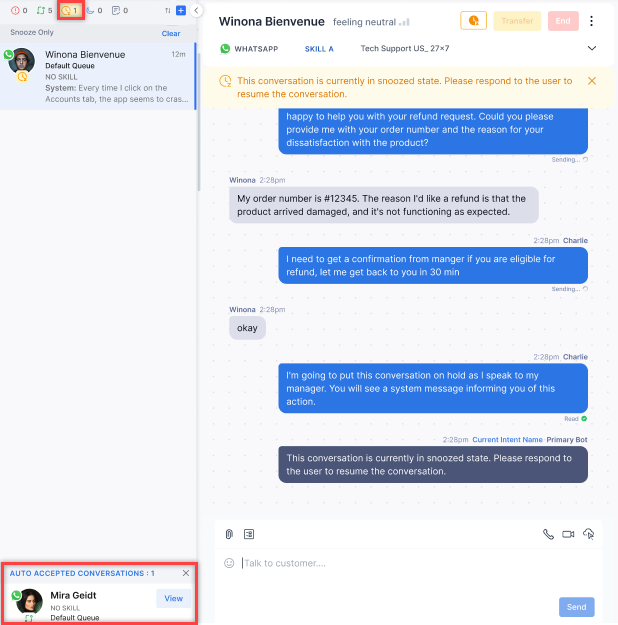 0 5 1 0 0
Snooze Only Clear
Winona Bienvenue 12m
Default Queue
NO SKILL
System: Every time I click on the
Accounts tab, the app seems to cras...
AUTO ACCEPTED CONVERSATIONS : 1
Mira Geidt
NO SKILL
Default Queue
View
Winona Bienvenue feeling neutral
Transfer End
WHATSAPP SKILL A Tech Support US_ 27x7
This conversation is currently in snoozed state. Please respond to the user to
resume the conversation.
happy to help you with your refund request. Could you please
provide me with your order number and the reason for your
dissatisfaction with the product?
Sending...
Winona 2:28pm
My order number is #12345. The reason I'd like a refund is that the
product arrived damaged, and it's not functioning as expected.
2:28pm Charlie
I need to get a confirmation from manger if you are eligible for
refund, let me get back to you in 30 min
Sending...
Winona 2:28pm
okay
2:28pm Charlie
I'm going to put this conversation on hold as I speak to my
manager. You will see a system message informing you of this
action.
Read
2:28pm Current Intent Name Primary Bot
This conversation is currently in snoozed state. Please respond to
the user to resume the conversation.
Talk to customer....
Send